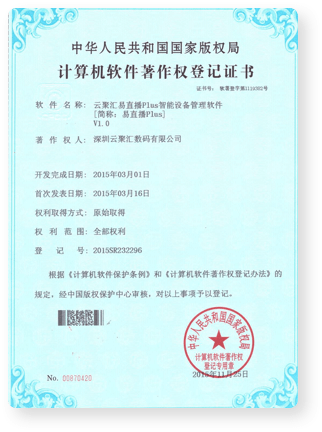 中华人民共和国国家版权局
计算机软件著作权登记证书
证书号： 软著登字第1119382号
软件名称： 云聚汇易直播Plus智能设备管理软件
[简称：易直播Plus]
V1.0
著作权人： 深圳云聚汇数码有限公司
开发完成日期： 2015年03月01日
首次发表日期： 2015年03月16日
权利取得方式： 原始取得
权利范围： 全部权利
登记号： 2015SR232296
根据《计算机软件保护条例》和《计算机软件著作权登记办法》的
规定，经中国版权保护中心审核，对以上事项予以登记。
中华人民共和国国家版权局
计算机软件著作权
登记专用章
2015年11月25日
No. 00870420